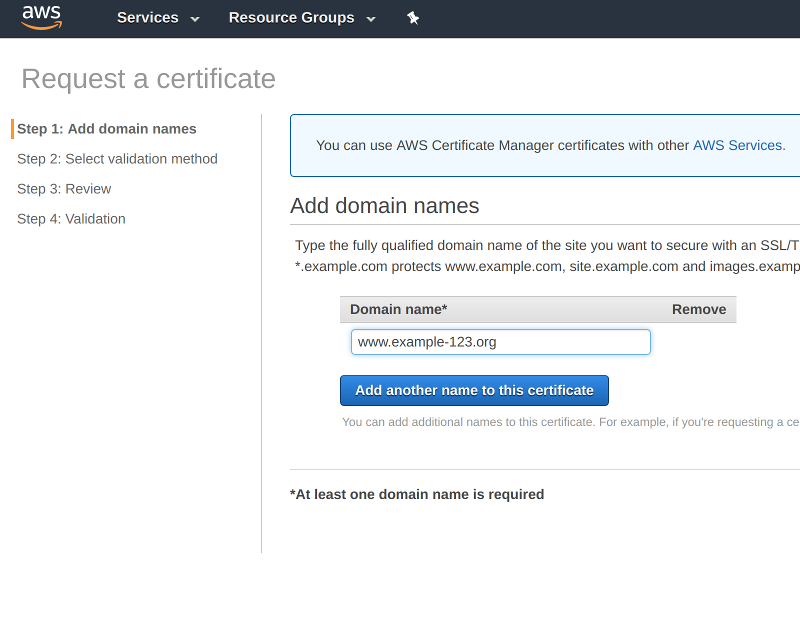 aws Services Resource Groups
Request a certificate
Step 1: Add domain names
Step 2: Select validation method
Step 3: Review
Step 4: Validation
You can use AWS Certificate Manager certificates with other AWS Services.
Add domain names
Type the fully qualified domain name of the site you want to secure with an SSL/T
*.example.com protects www.example.com, site.example.com and images.examp
Domain name* Remove
www.example-123.org
Add another name to this certificate
You can add additional names to this certificate. For example, if you're requesting a ce
*At least one domain name is required